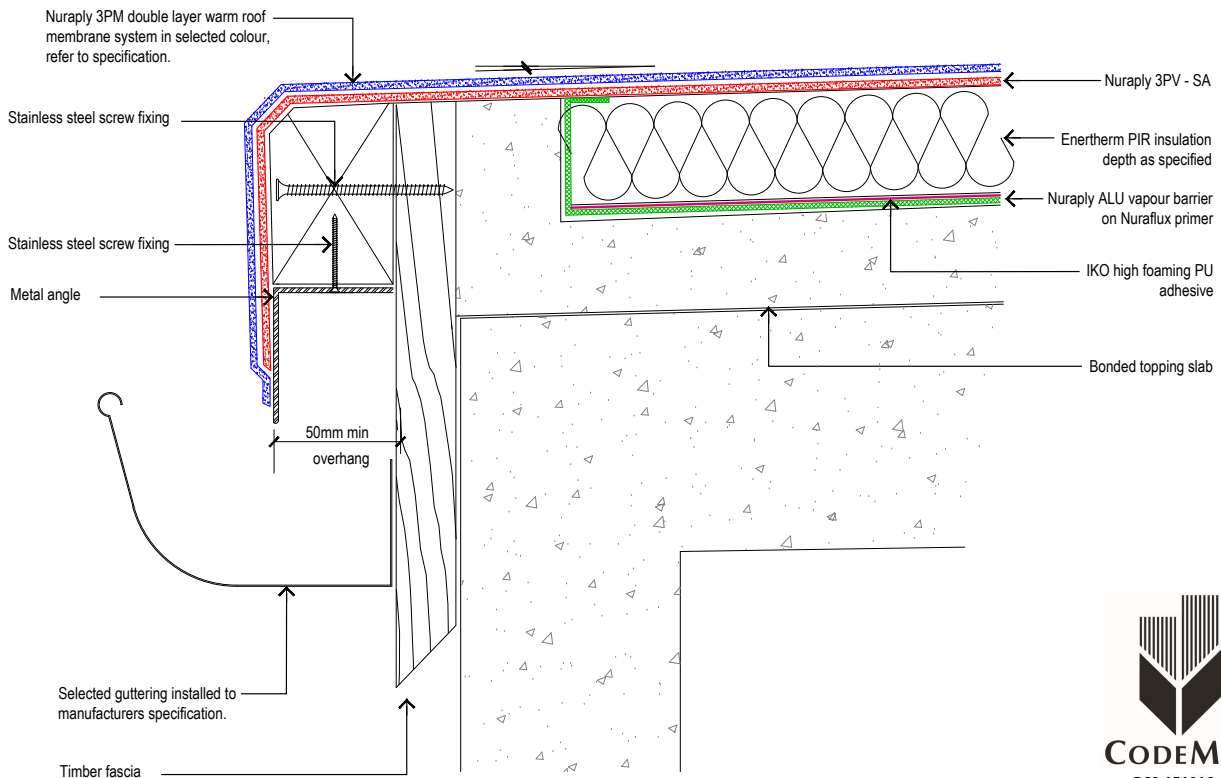 Nuraply 3PM double layer warm roof
membrane system in selected colour,
refer to specification.
Stainless steel screw fixing
Stainless steel screw fixing
Metal angle
50mm min
overhang
Selected guttering installed to
manufacturers specification.
Timber fascia
Nuraply 3PV - SA
Enertherm PIR insulation
depth as specified
Nuraply ALU vapour barrier
on Nuraflux primer
IKO high foaming PU
adhesive
Bonded topping slab
CODEM